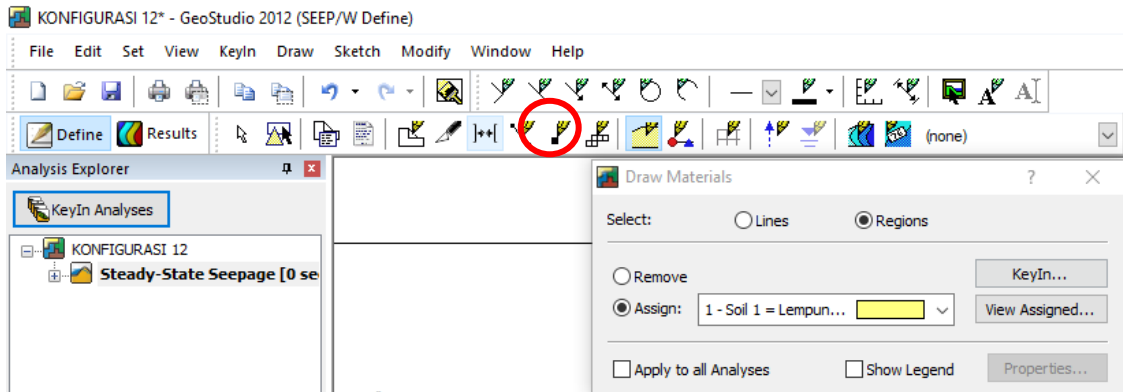 KONFIGURASI 12* - GeoStudio 2012 (SEEP/W Define)
File Edit Set View KeyIn Draw Sketch Modify Window Help
Define Results (none)
Analysis Explorer
KeyIn Analyses
KONFIGURASI 12
Steady-State Seepage [0 se
Draw Materials ?
Select: Lines Regions
Remove KeyIn...
Assign: 1 - Soil 1 = Lempun... View Assigned...
Apply to all Analyses Show Legend Properties...